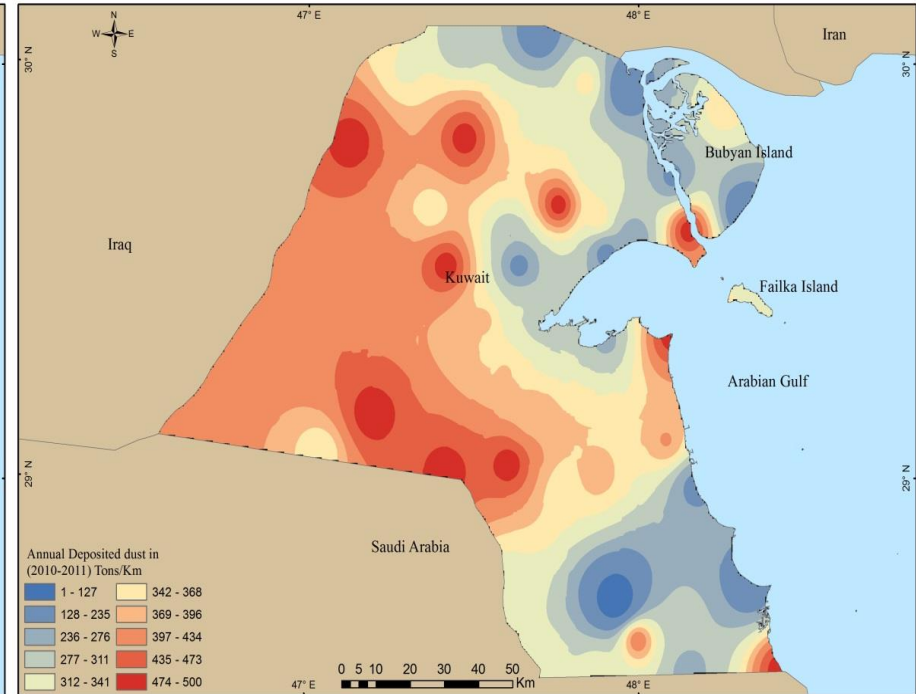 47° E
48° E
N
W E
S
Iran
30° N
30° N
Bubyan Island
Iraq
Kuwait
Failka Island
Arabian Gulf
29° N
29° N
Saudi Arabia
Annual Deposited dust in
(2010-2011) Tons/Km
1 - 127
128 - 235
236 - 276
277 - 311
312 - 341
342 - 368
369 - 396
397 - 434
435 - 473
474 - 500
0 5 10 20 30 40 50
Km
47° E
48° E